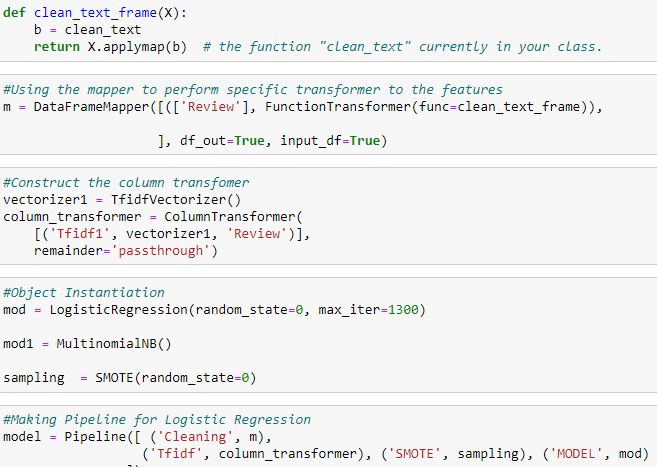 def clean_text_frame(X):
    b = clean_text
    return X.applymap(b)  # the function "clean_text" currently in your class.
#Using the mapper to perform specific transformer to the features
m = DataFrameMapper([(['Review'], FunctionTransformer(func=clean_text_frame)),
                    ], df_out=True, input_df=True)
#Construct the column transfomer
vectorizer1 = TfidfVectorizer()
column_transformer = ColumnTransformer(
    [('Tfidf1', vectorizer1, 'Review')],
    remainder='passthrough')
#Object Instantiation
mod = LogisticRegression(random_state=0, max_iter=1300)
mod1 = MultinomialNB()
sampling  = SMOTE(random_state=0)
#Making Pipeline for Logistic Regression
model = Pipeline([ ('Cleaning', m),
                  ('Tfidf', column_transformer), ('SMOTE', sampling), ('MODEL', mod)